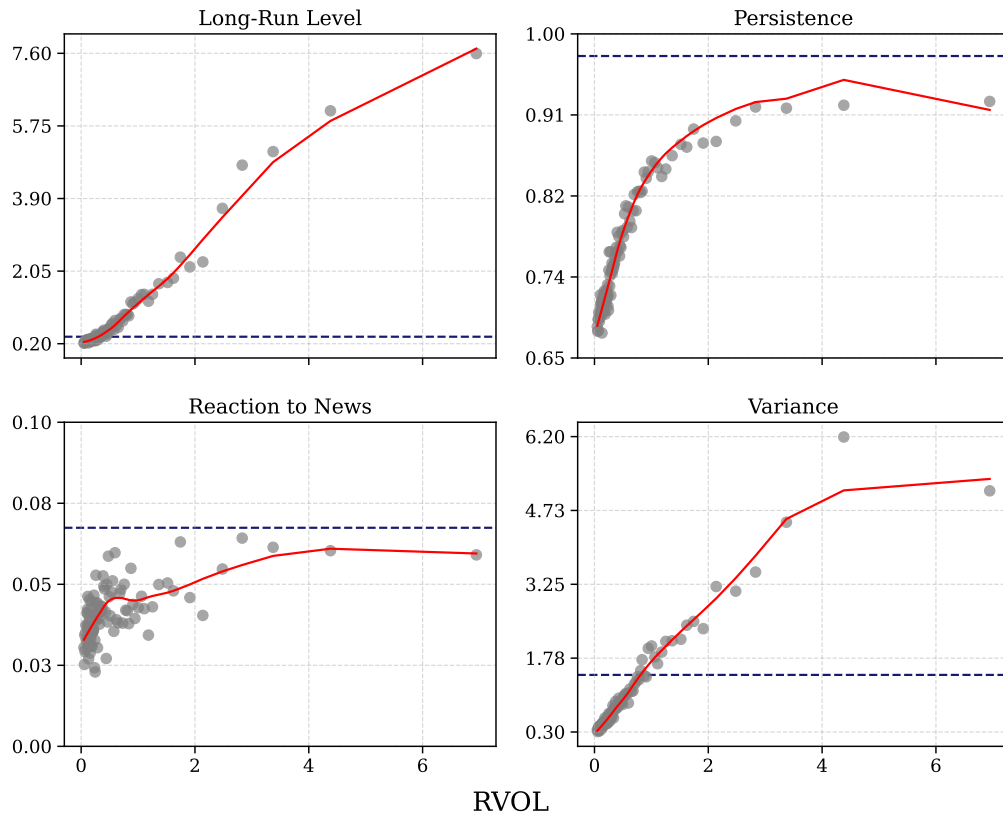 Long-Run Level
7.60
5.75
3.90
2.05
0.20
Persistence
1.00
0.91
0.82
0.74
0.65
Reaction to News
0.10
0.08
0.05
0.03
0.00
0 2 4 6
Variance
6.20
4.73
3.25
1.78
0.30
0 2 4 6
RVOL